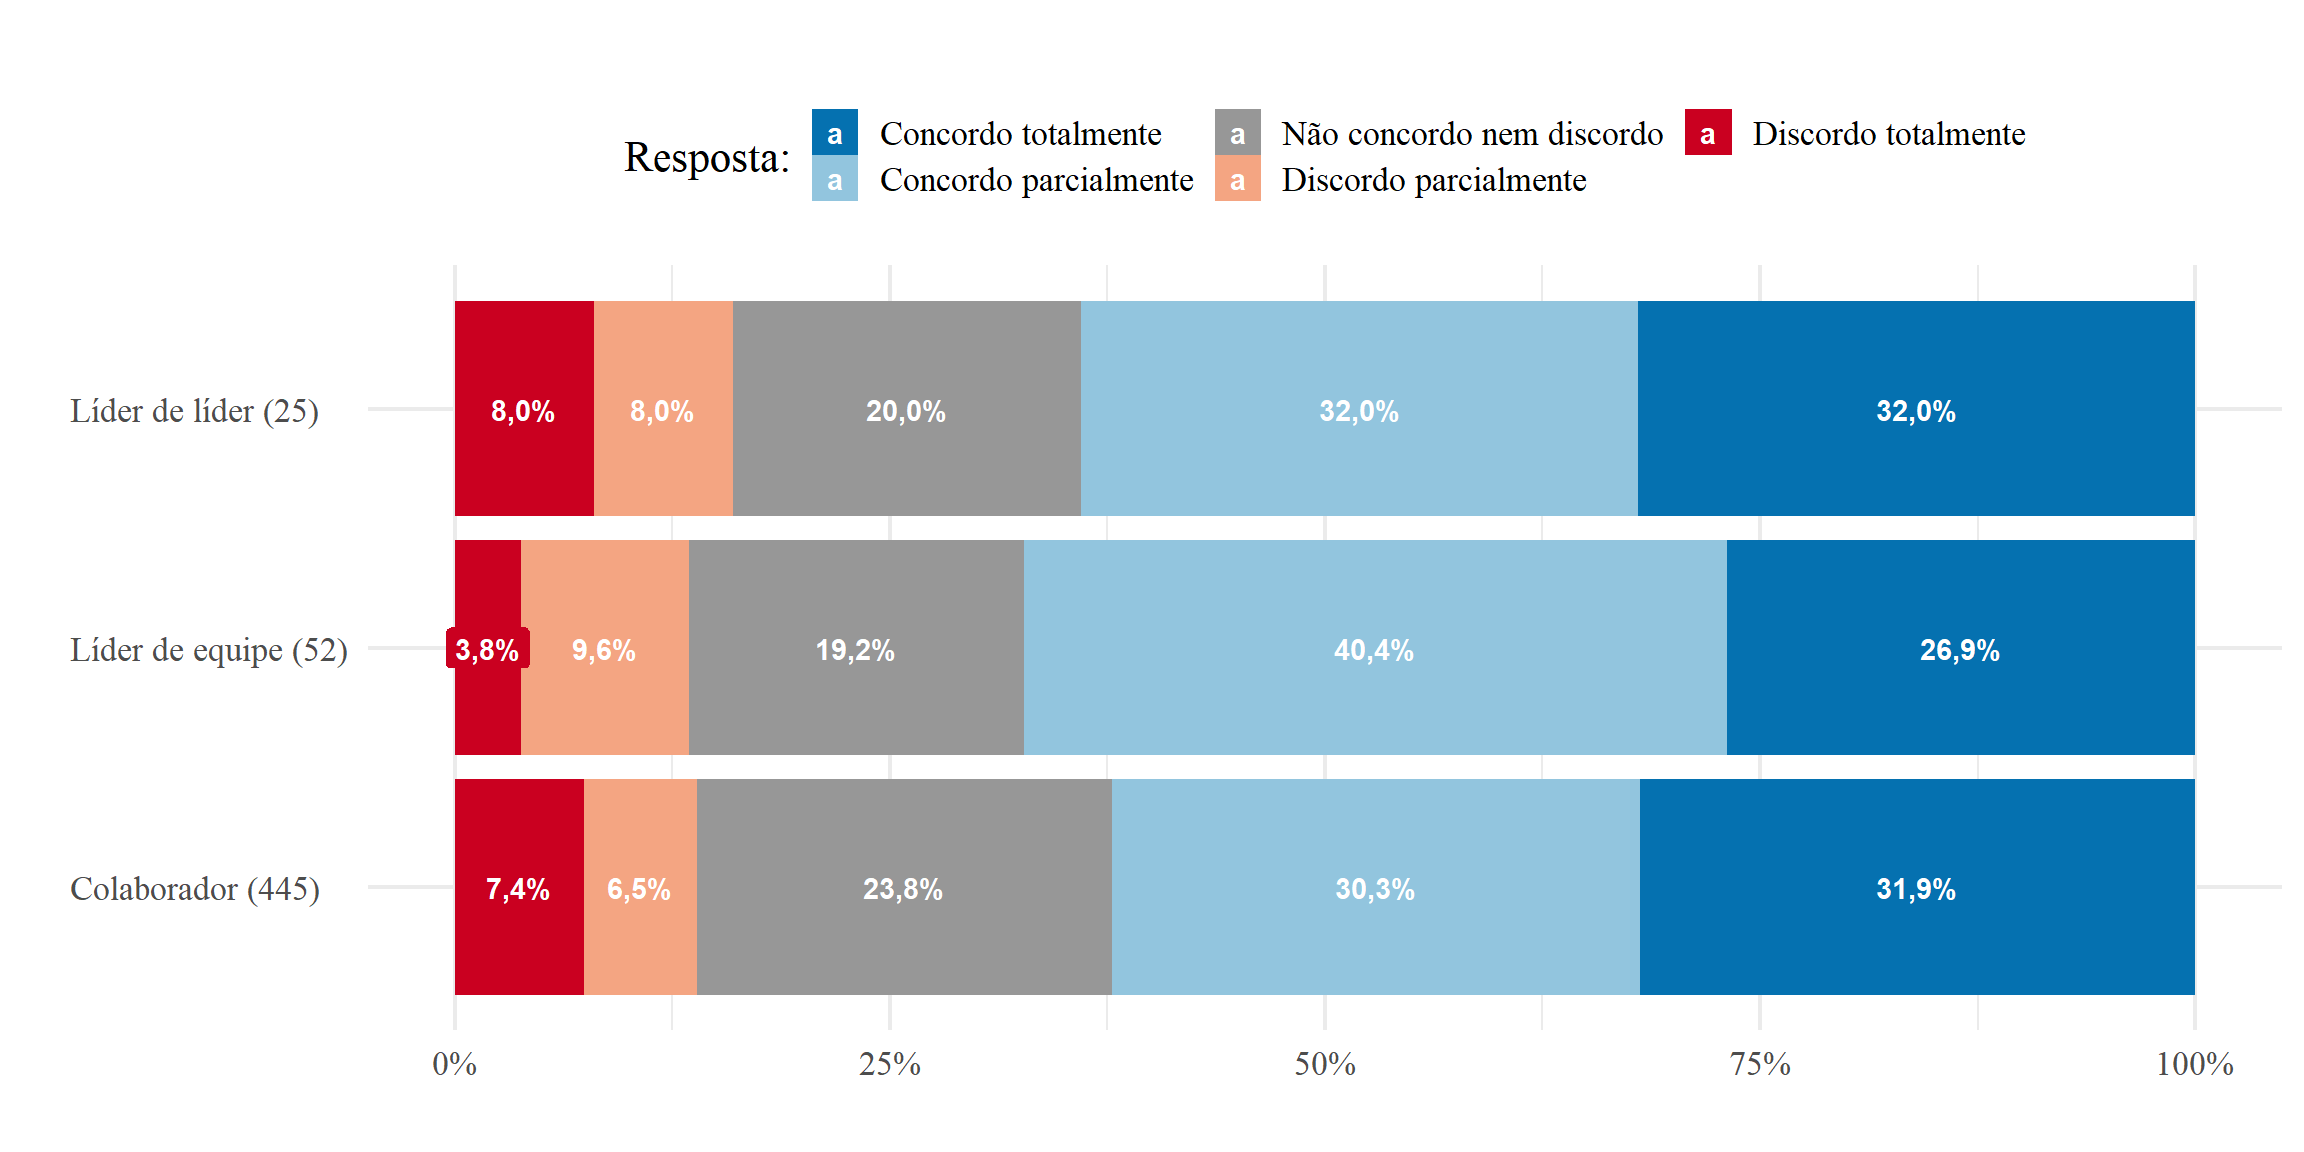 Resposta:
a Concordo totalmente
a Concordo parcialmente
a Não concordo nem discordo
a Discordo parcialmente
a Discordo totalmente
Líder de líder (25)
8,0% 8,0% 20,0% 32,0% 32,0%
Líder de equipe (52)
3,8% 9,6% 19,2% 40,4% 26,9%
Colaborador (445)
7,4% 6,5% 23,8% 30,3% 31,9%
0% 25% 50% 75% 100%